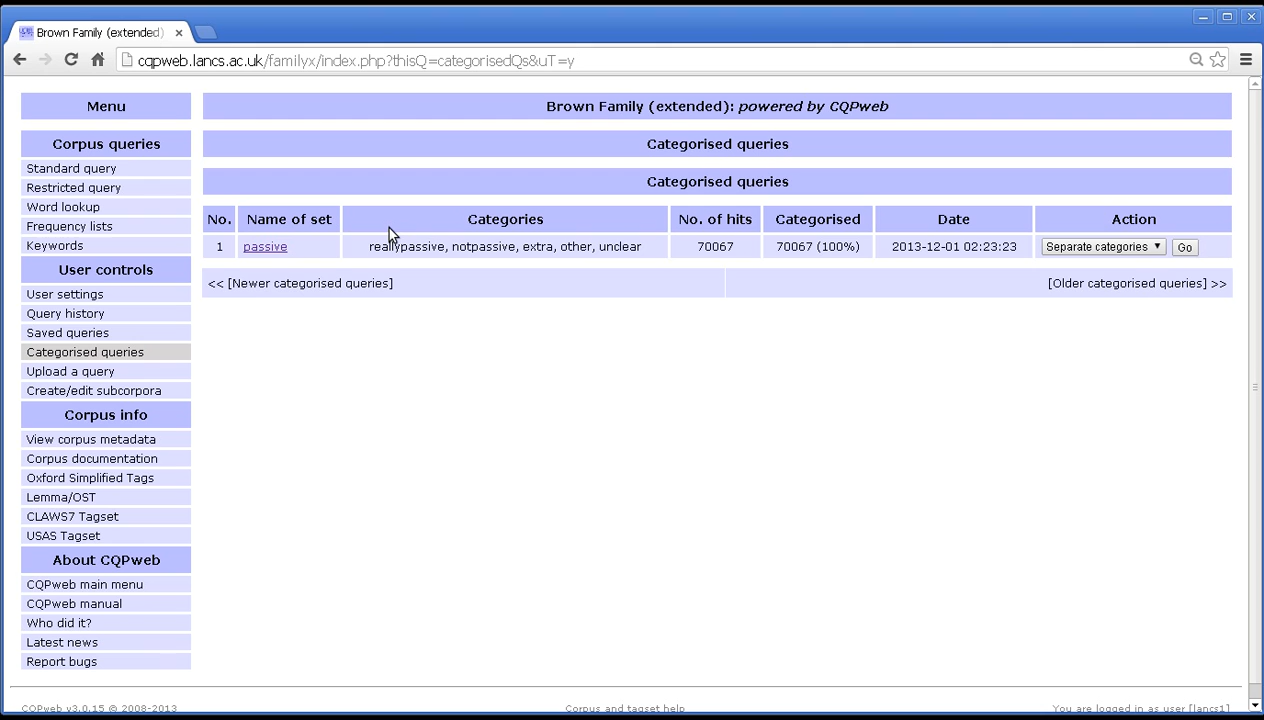 Brown Family (extended)
cqpweb.lancs.ac.uk/familyx/index.php?thisQ=categorisedQs&uT=y
Menu
Corpus queries
Standard query
Restricted query
Word lookup
Frequency lists
Keywords
User controls
User settings
Query history
Saved queries
Categorised queries
Upload a query
Create/edit subcorpora
Corpus info
View corpus metadata
Corpus documentation
Oxford Simplified Tags
Lemma/OST
CLAWS7 Tagset
USAS Tagset
About CQPweb
CQPweb main menu
CQPweb manual
Who did it?
Latest news
Report bugs
Brown Family (extended): powered by CQPweb
Categorised queries
Categorised queries
No. Name of set Categories No. of hits Categorised Date Action
1 passive reallypassive, notpassive, extra, other, unclear 70067 70067 (100%) 2013-12-01 02:23:23 Separate categories Go
<< [Newer categorised queries] [Older categorised queries] >>
CQPweb v3.0.15 © 2008-2013 Corpus and tagset help You are logged in as user [lancs1]